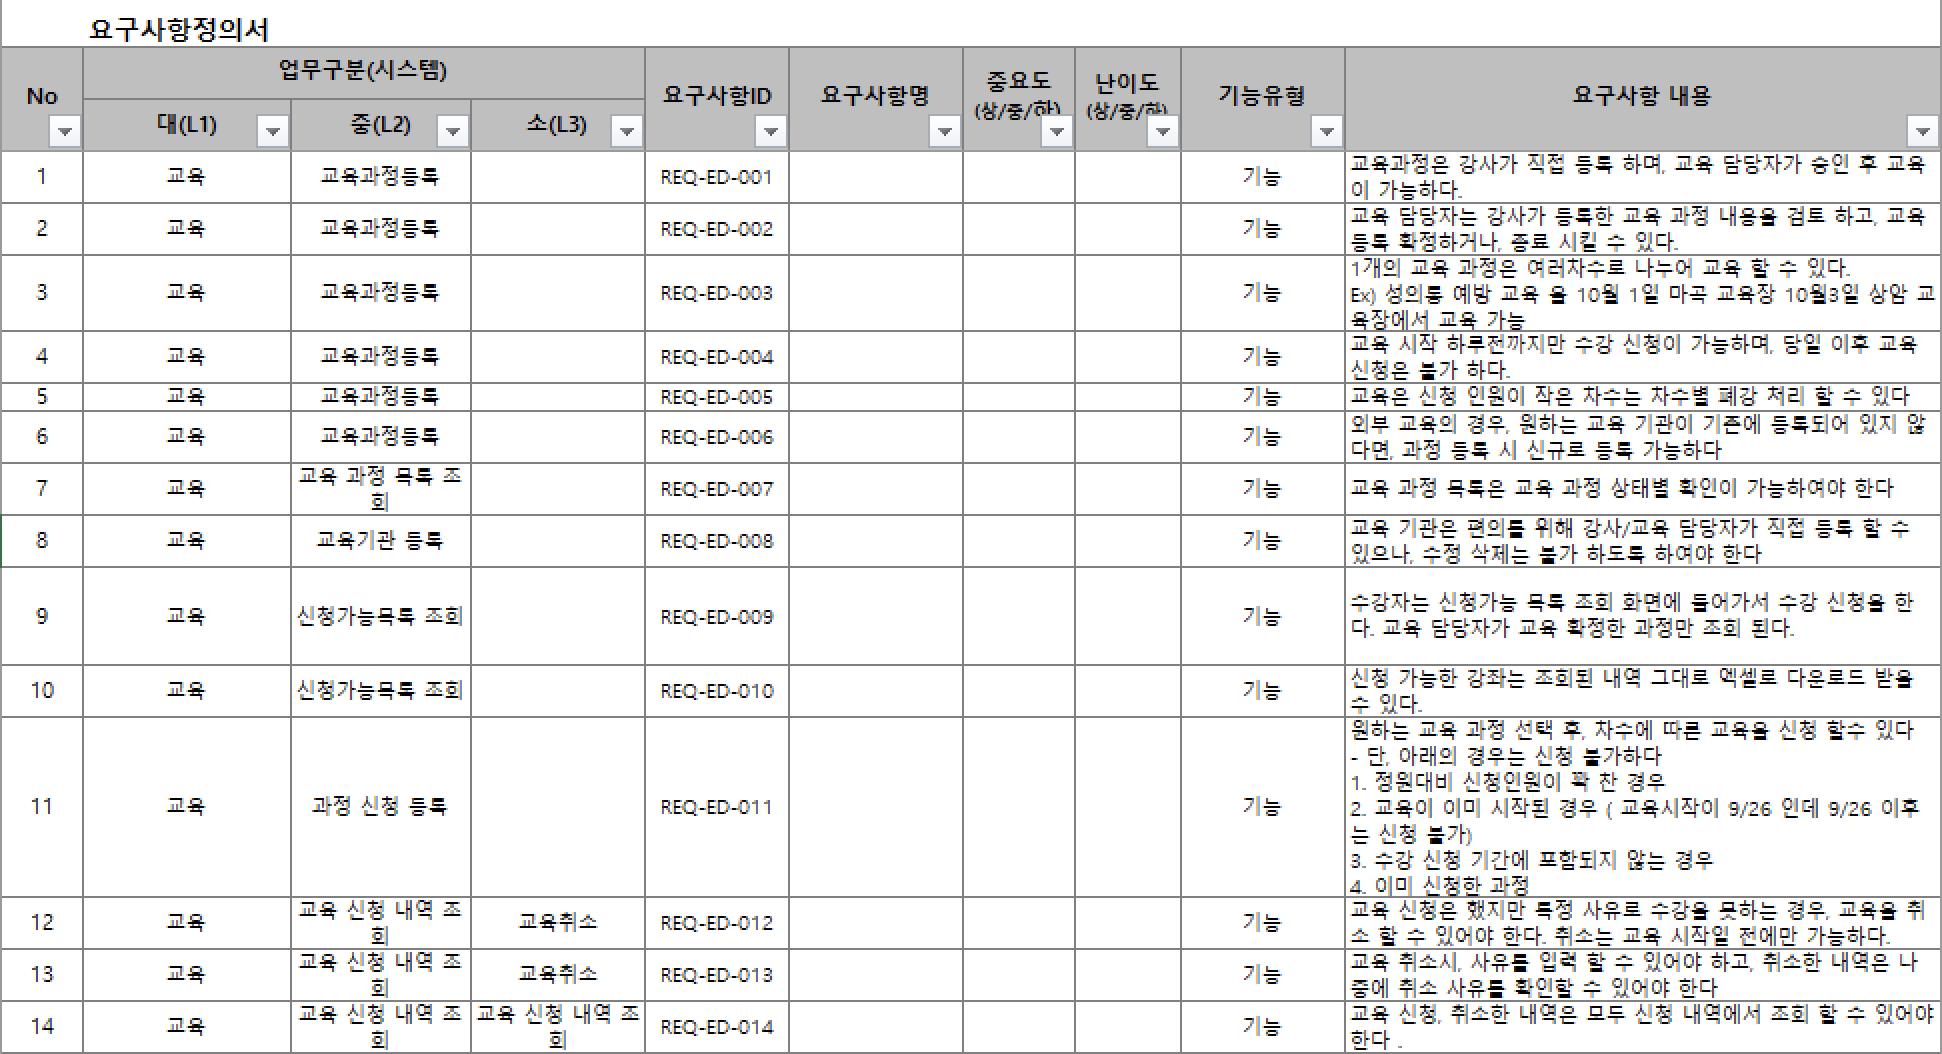 요구사항정의서
No
업무구분(시스템)
대(L1)
중(L2)
소(L3)
요구사항ID
요구사항명
중요도
(상/중/하)
난이도
(상/중/하)
기능유형
요구사항 내용
1
교육
교육과정등록
REQ-ED-001
기능
교육과정은 강사가 직접 등록 하며, 교육 담당자가 승인 후 교육
이 가능하다.
2
교육
교육과정등록
REQ-ED-002
기능
교육 담당자는 강사가 등록한 교육 과정 내용을 검토 하고, 교육
등록 확정하거나, 종료 시킬 수 있다.
3
교육
교육과정등록
REQ-ED-003
기능
1개의 교육 과정은 여러차수로 나누어 교육 할 수 있다.
Ex) 성의롱 예방 교육 을 10월 1일 마곡 교육장 10월3일 상암 교
육장에서 교육 가능
4
교육
교육과정등록
REQ-ED-004
기능
교육 시작 하루전까지만 수강 신청이 가능하며, 당일 이후 교육
신청은 불가 하다.
5
교육
교육과정등록
REQ-ED-005
기능
교육은 신청 인원이 작은 차수는 차수별 폐강 처리 할 수 있다
6
교육
교육과정등록
REQ-ED-006
기능
외부 교육의 경우, 원하는 교육 기관이 기존에 등록되어 있지 않
다면, 과정 등록 시 신규로 등록 가능하다
7
교육
교육 과정 목록 조
회
REQ-ED-007
기능
교육 과정 목록은 교육 과정 상태별 확인이 가능하여야 한다
8
교육
교육기관 등록
REQ-ED-008
기능
교육 기관은 편의를 위해 강사/교육 담당자가 직접 등록 할 수
있으나, 수정 삭제는 불가 하도록 하여야 한다
9
교육
신청가능목록 조회
REQ-ED-009
기능
수강자는 신청가능 목록 조회 화면에 들어가서 수강 신청을 한
다. 교육 담당자가 교육 확정한 과정만 조회 된다.
10
교육
신청가능목록 조회
REQ-ED-010
기능
신청 가능한 강좌는 조회된 내역 그대로 엑셀로 다운로드 받을
수 있다.
11
교육
과정 신청 등록
REQ-ED-011
기능
원하는 교육 과정 선택 후, 차수에 따른 교육을 신청 할수 있다
- 단, 아래의 경우는 신청 불가하다
1. 정원대비 신청인원이 꽉 찬 경우
2. 교육이 이미 시작된 경우 ( 교육시작이 9/26 인데 9/26 이후
는 신청 불가)
3. 수강 신청 기간에 포함되지 않는 경우
4. 이미 신청한 과정
12
교육
교육 신청 내역 조
회
교육취소
REQ-ED-012
기능
교육 신청은 했지만 특정 사유로 수강을 못하는 경우, 교육을 취
소 할 수 있어야 한다. 취소는 교육 시작일 전에만 가능하다.
13
교육
교육 신청 내역 조
회
교육취소
REQ-ED-013
기능
교육 취소시, 사유를 입력 할 수 있어야 하고, 취소한 내역은 나
중에 취소 사유를 확인할 수 있어야 한다
14
교육
교육 신청 내역 조
회
교육 신청 내역 조
회
REQ-ED-014
기능
교육 신청, 취소한 내역은 모두 신청 내역에서 조회 할 수 있어야
한다 .